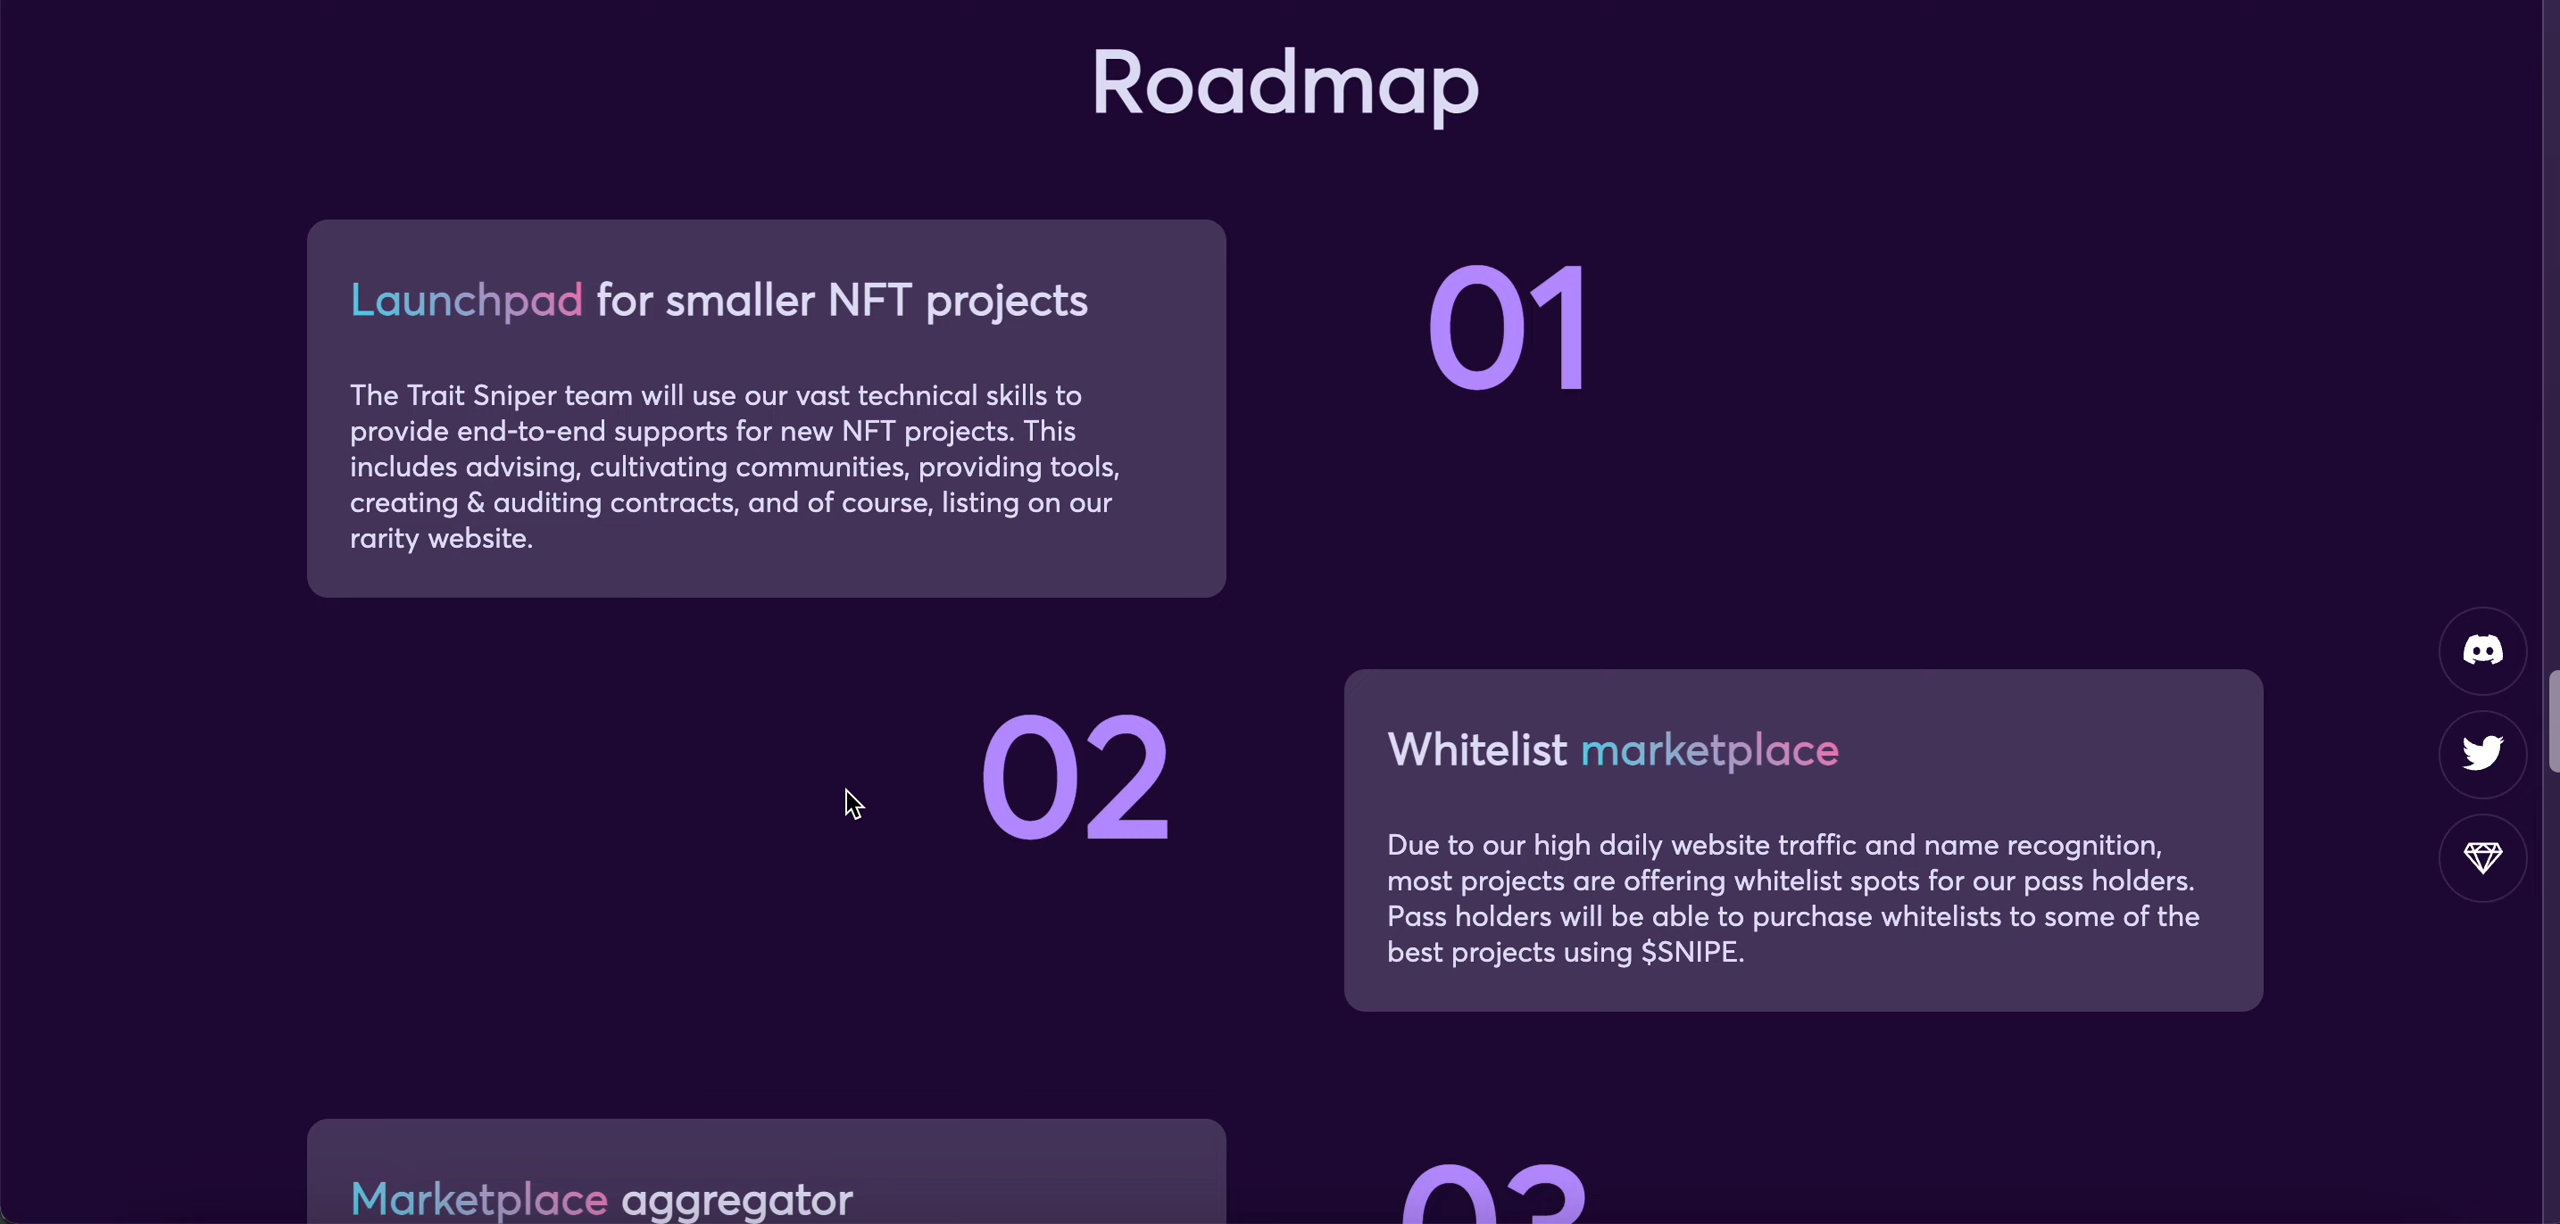 Roadmap
Launchpad for smaller NFT projects
01
The Trait Sniper team will use our vast technical skills to
provide end-to-end supports for new NFT projects. This
includes advising, cultivating communities, providing tools,
creating & auditing contracts, and of course, listing on our
rarity website.
02
Whitelist marketplace
Due to our high daily website traffic and name recognition,
most projects are offering whitelist spots for our pass holders.
Pass holders will be able to purchase whitelists to some of the
best projects using $SNIPE.
Marketplace aggregator
03